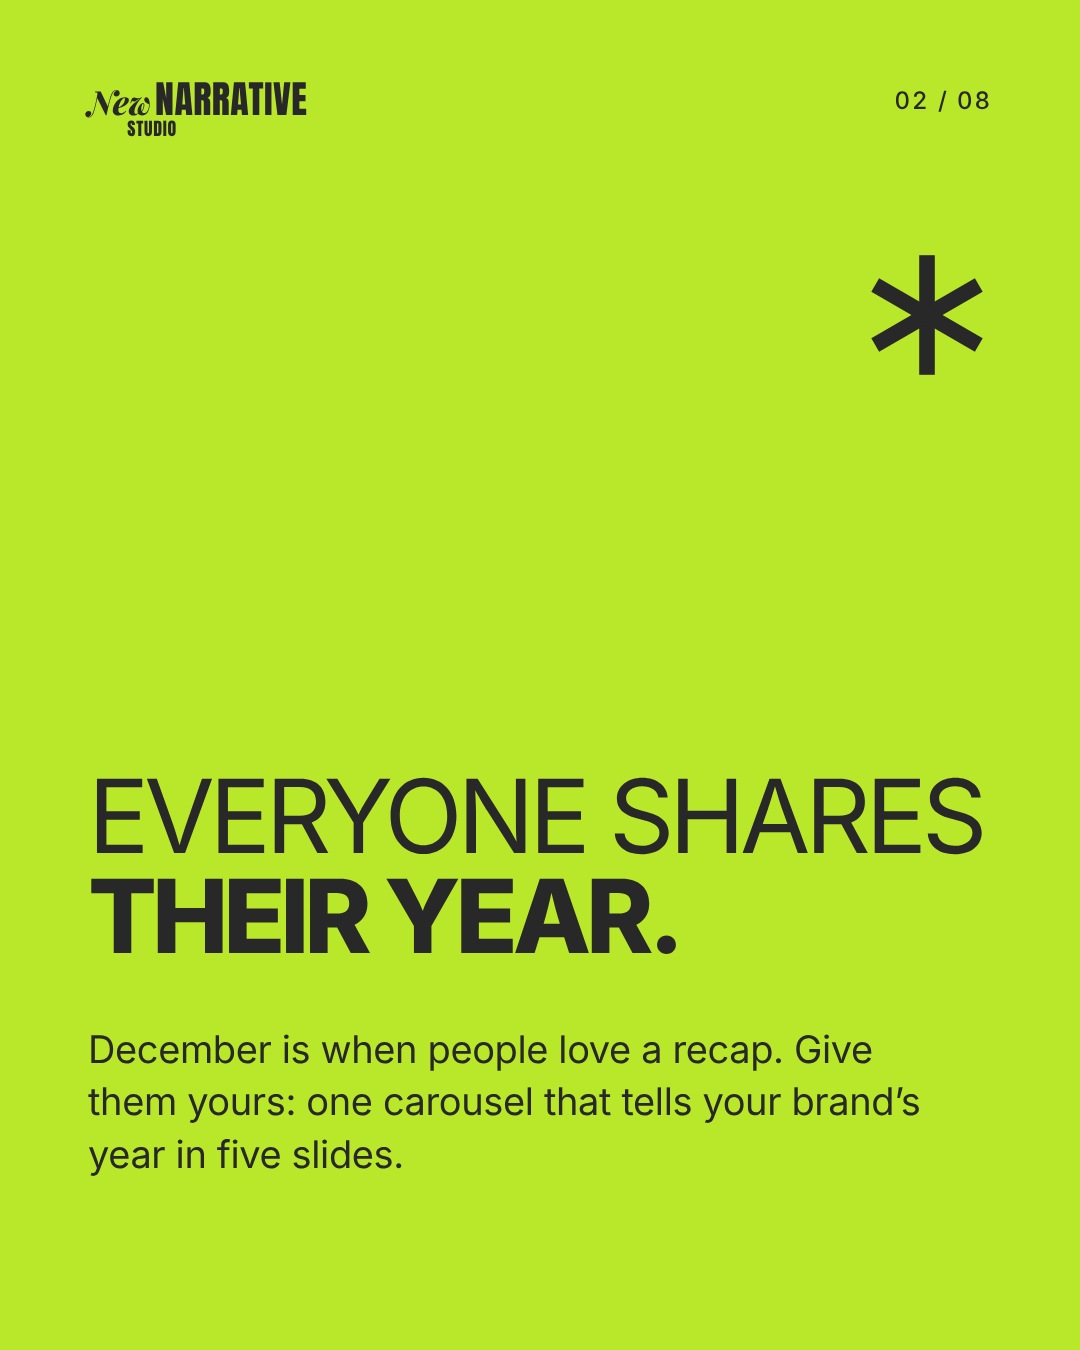 New NARRATIVE
STUDIO
02 / 08
*
EVERYONE SHARES
THEIR YEAR.
December is when people love a recap. Give
them yours: one carousel that tells your brand’s
year in five slides.